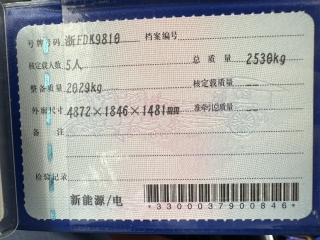 号牌号码 浙FDK9810 档案编号
核定载人数 5人 总质量 2530kg
整备质量 2029kg 核定载质量 --
外廓尺寸 4872×1846×1481mm 准牵引总质量 --
备注
检验记录
新能源/电
*3300037900846*